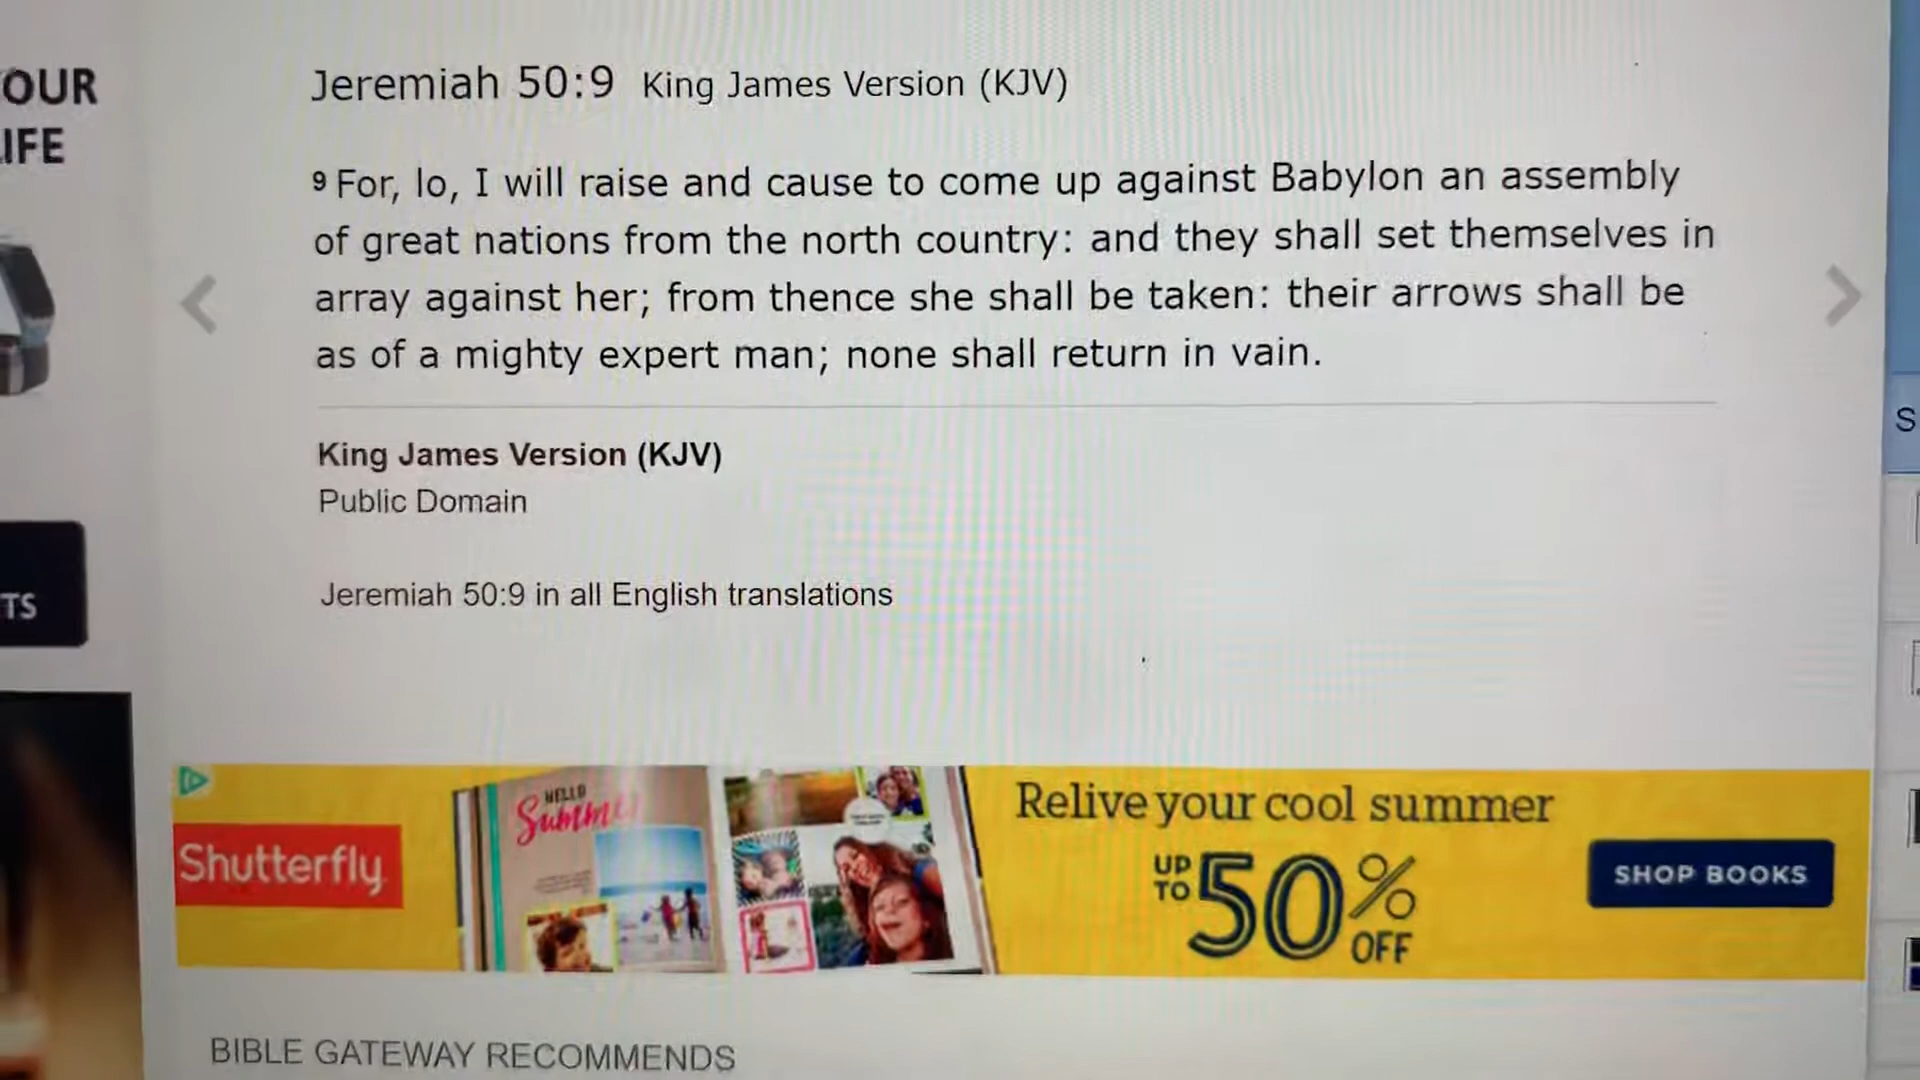 OUR
LIFE
Jeremiah 50:9 King James Version (KJV)
9 For, lo, I will raise and cause to come up against Babylon an assembly
of great nations from the north country: and they shall set themselves in
array against her; from thence she shall be taken: their arrows shall be
as of a mighty expert man; none shall return in vain.
King James Version (KJV)
Public Domain
Jeremiah 50:9 in all English translations
TS
S
Shutterfly
HELLO
Summer
Relive your cool summer
UP TO 50% OFF
SHOP BOOKS
BIBLE GATEWAY RECOMMENDS